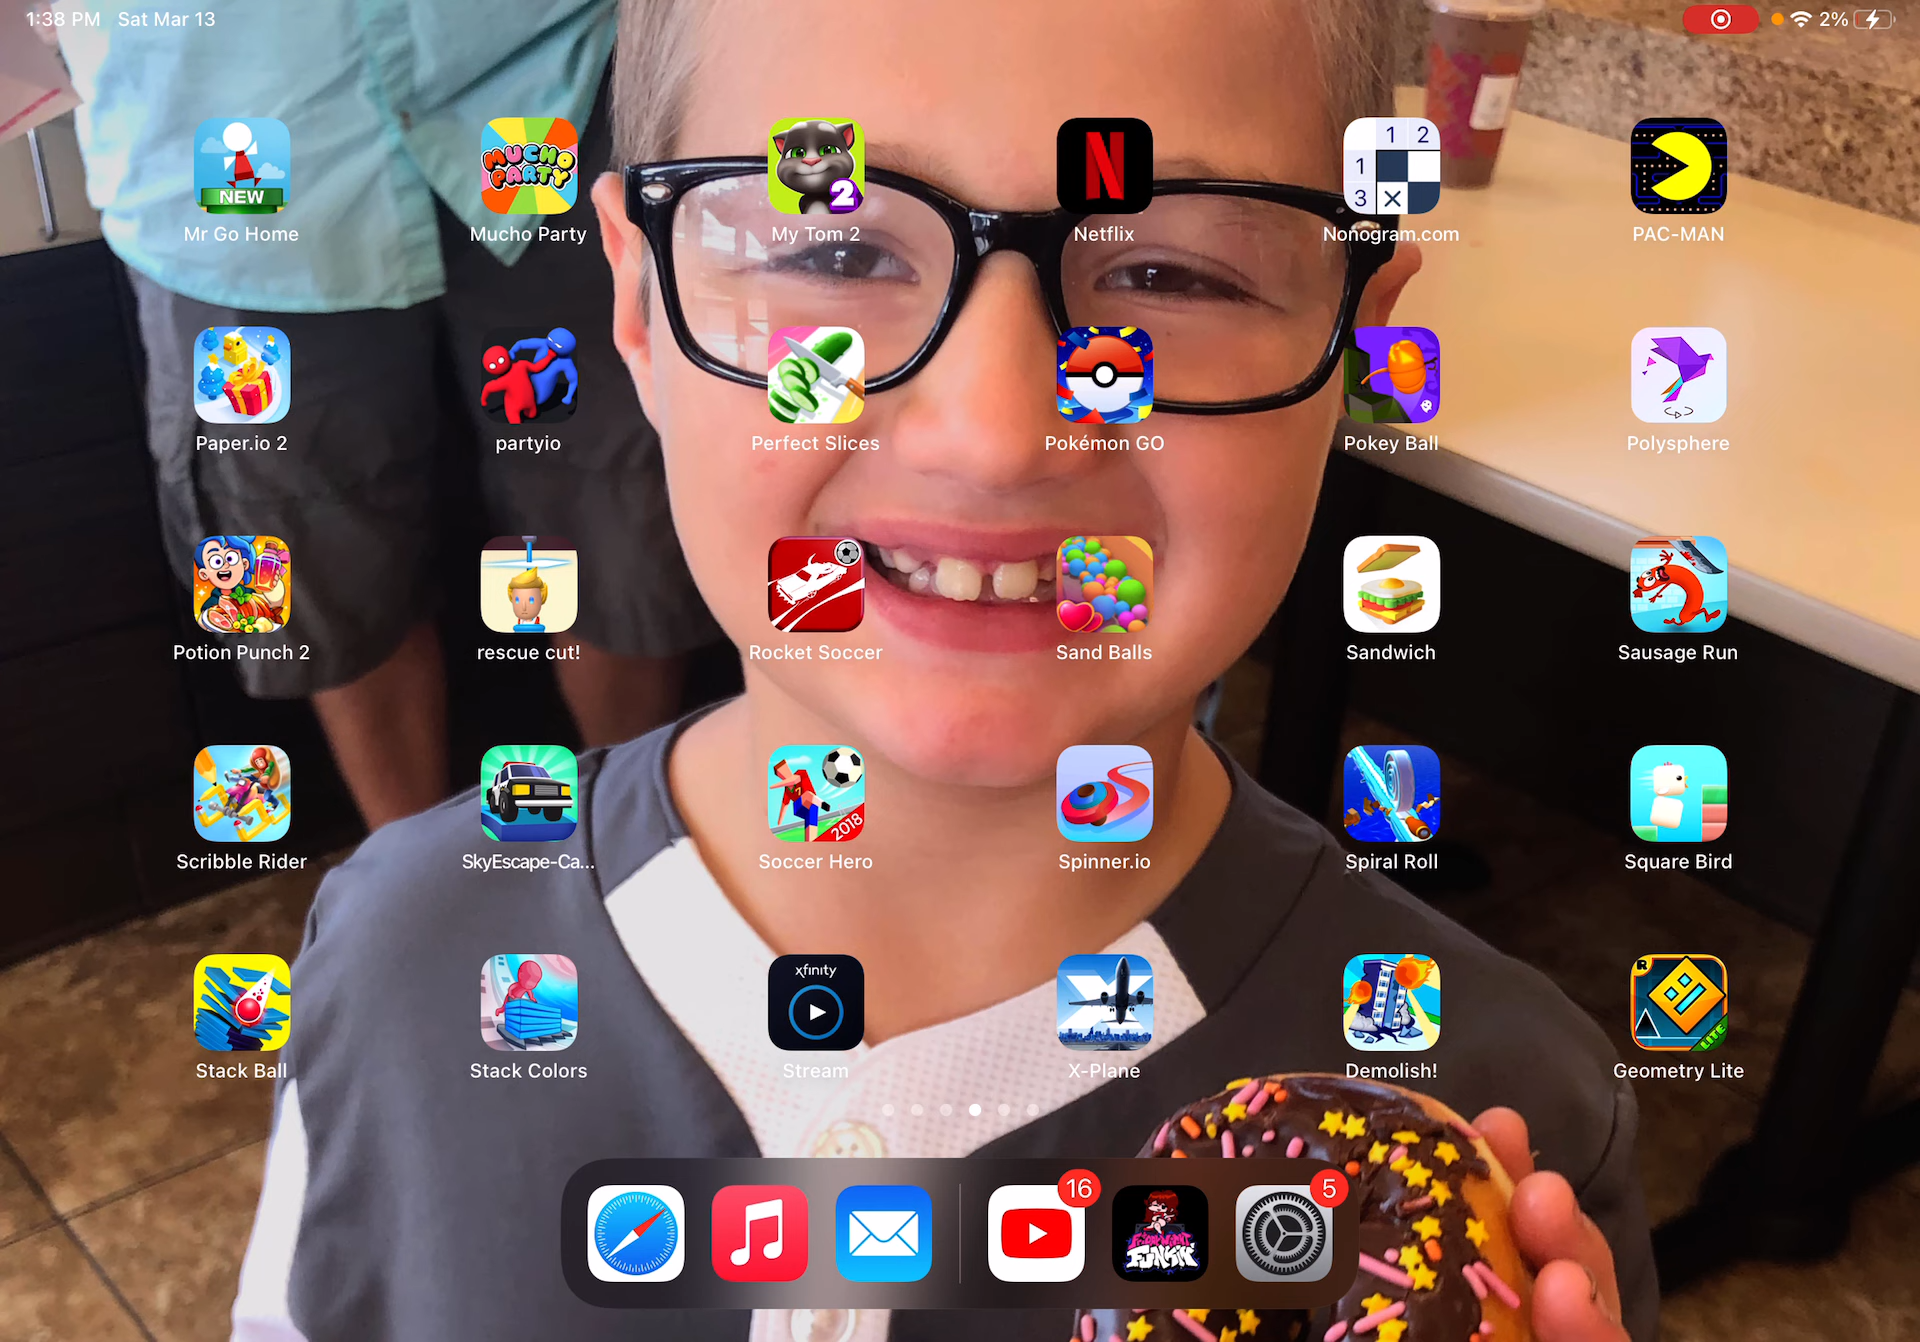 1:38 PM Sat Mar 13
2%
NEW
MUCHO PARTY
2
N
1 2
1
3
Mr Go Home
Mucho Party
My Tom 2
Netflix
Nonogram.com
PAC-MAN
Paper.io 2
partyio
Perfect Slices
Pokémon GO
Pokey Ball
Polysphere
Potion Punch 2
rescue cut!
Rocket Soccer
Sand Balls
Sandwich
Sausage Run
2018
Scribble Rider
SkyEscape-Ca...
Soccer Hero
Spinner.io
Spiral Roll
Square Bird
xfinity
X
R
LITE
Stack Ball
Stack Colors
Stream
X-Plane
Demolish!
Geometry Lite
16
5
FRIDAY NIGHT
FUNKIN'